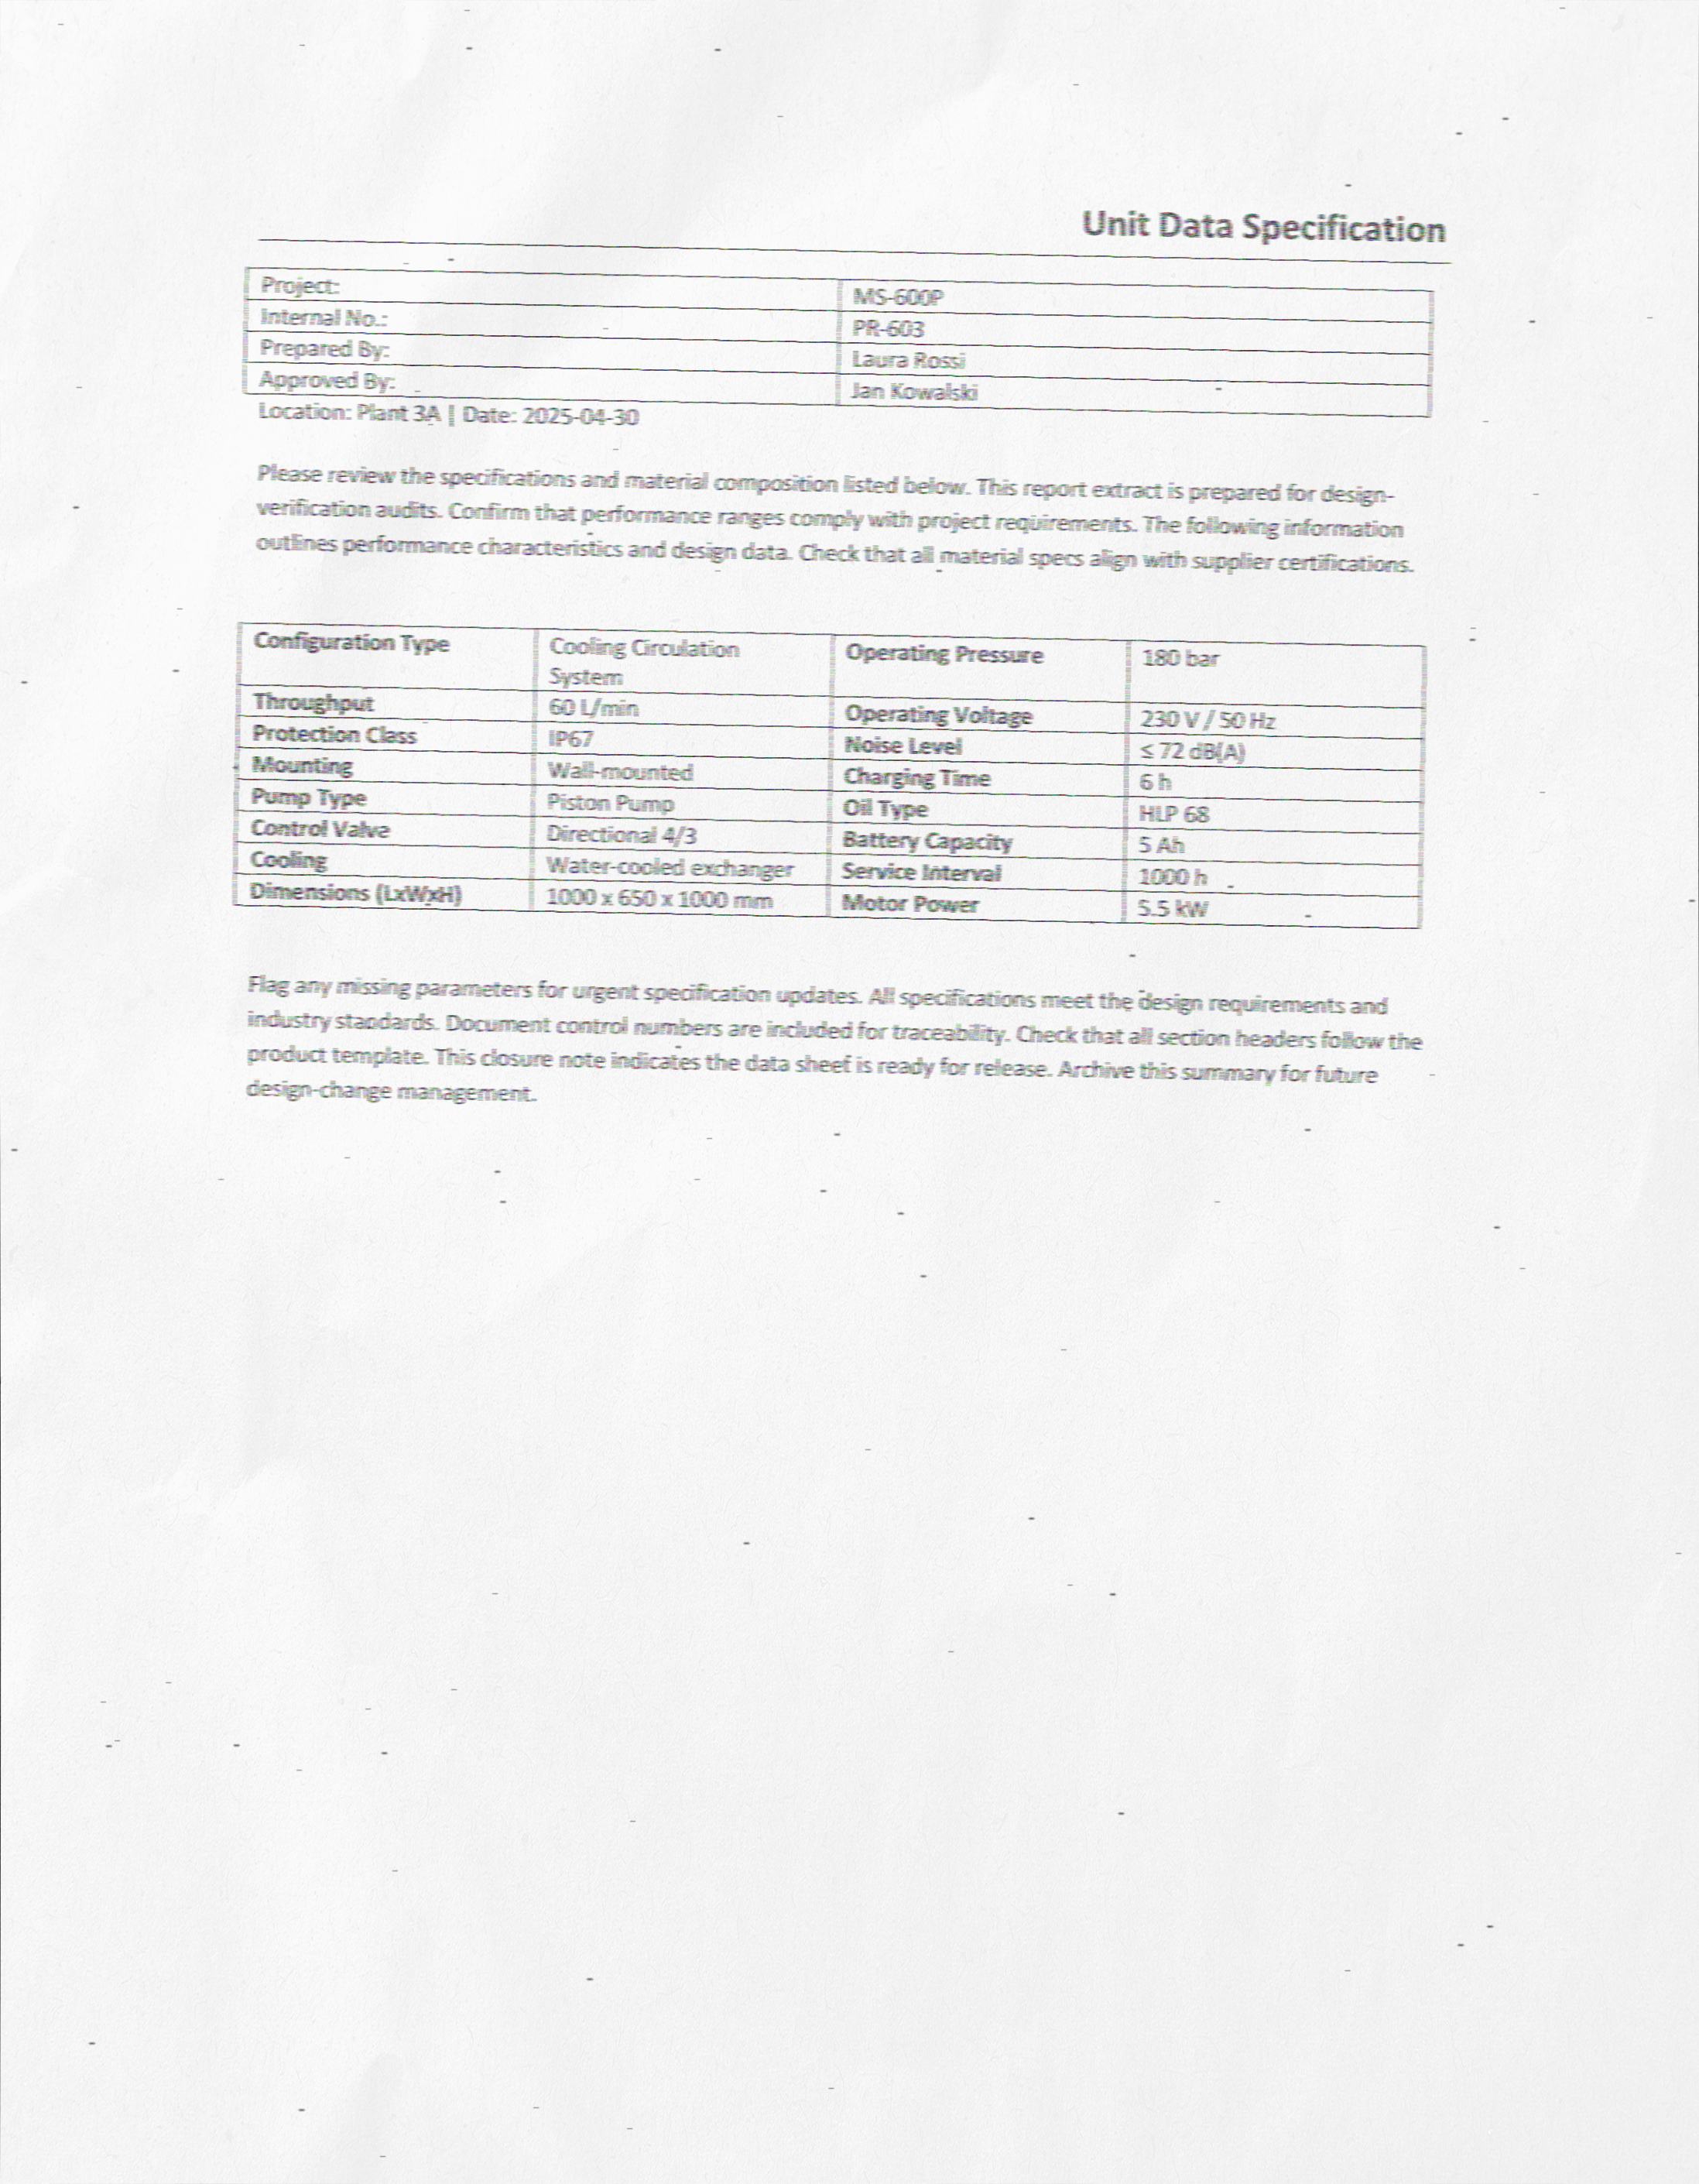 Unit Data Specification
Project: MS-600P
Internal No.: PR-603
Prepared By: Laura Rossi
Approved By: Jan Kowalski
Location: Plant 3A | Date: 2025-04-30
Please review the specifications and material composition listed below. This report extract is prepared for design-
verification audits. Confirm that performance ranges comply with project requirements. The following information
outlines performance characteristics and design data. Check that all material specs align with supplier certifications.
Configuration Type Cooling Circulation Operating Pressure 180 bar
System
Throughput 60 L/min Operating Voltage 230 V / 50 Hz
Protection Class IP67 Noise Level ≤ 72 dB(A)
Mounting Wall-mounted Charging Time 6 h
Pump Type Piston Pump Oil Type HLP 68
Control Valve Directional 4/3 Battery Capacity 5 Ah
Cooling Water-cooled exchanger Service Interval 1000 h
Dimensions (LxWxH) 1000 x 650 x 1000 mm Motor Power 5.5 kW
Flag any missing parameters for urgent specification updates. All specifications meet the design requirements and
industry standards. Document control numbers are included for traceability. Check that all section headers follow the
product template. This closure note indicates the data sheet is ready for release. Archive this summary for future
design-change management.